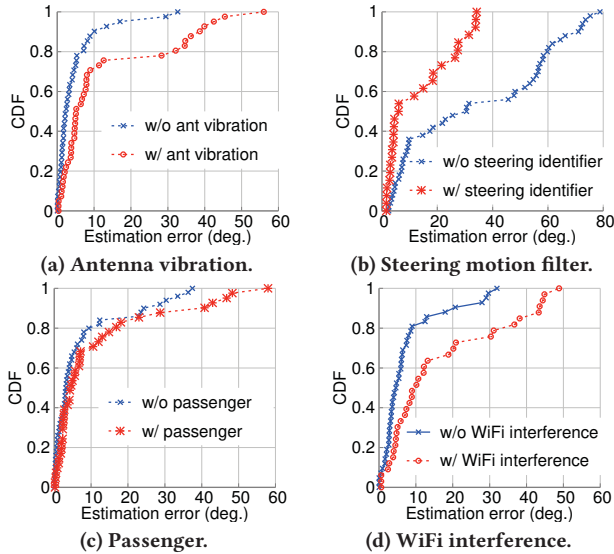 1
0.8
0.6
0.4
0.2
0
CDF
w/o ant vibration
w/ ant vibration
0 10 20 30 40 50 60
Estimation error (deg.)
(a) Antenna vibration.
1
0.8
0.6
0.4
0.2
0
CDF
w/o steering identifier
w/ steering identifier
0 20 40 60 80
Estimation error (deg.)
(b) Steering motion filter.
1
0.8
0.6
0.4
0.2
0
CDF
w/o passenger
w/ passenger
0 10 20 30 40 50 60
Estimation error (deg.)
(c) Passenger.
1
0.8
0.6
0.4
0.2
0
CDF
w/o WiFi interference
w/ WiFi interference
0 10 20 30 40 50 60
Estimation error (deg.)
(d) WiFi interference.